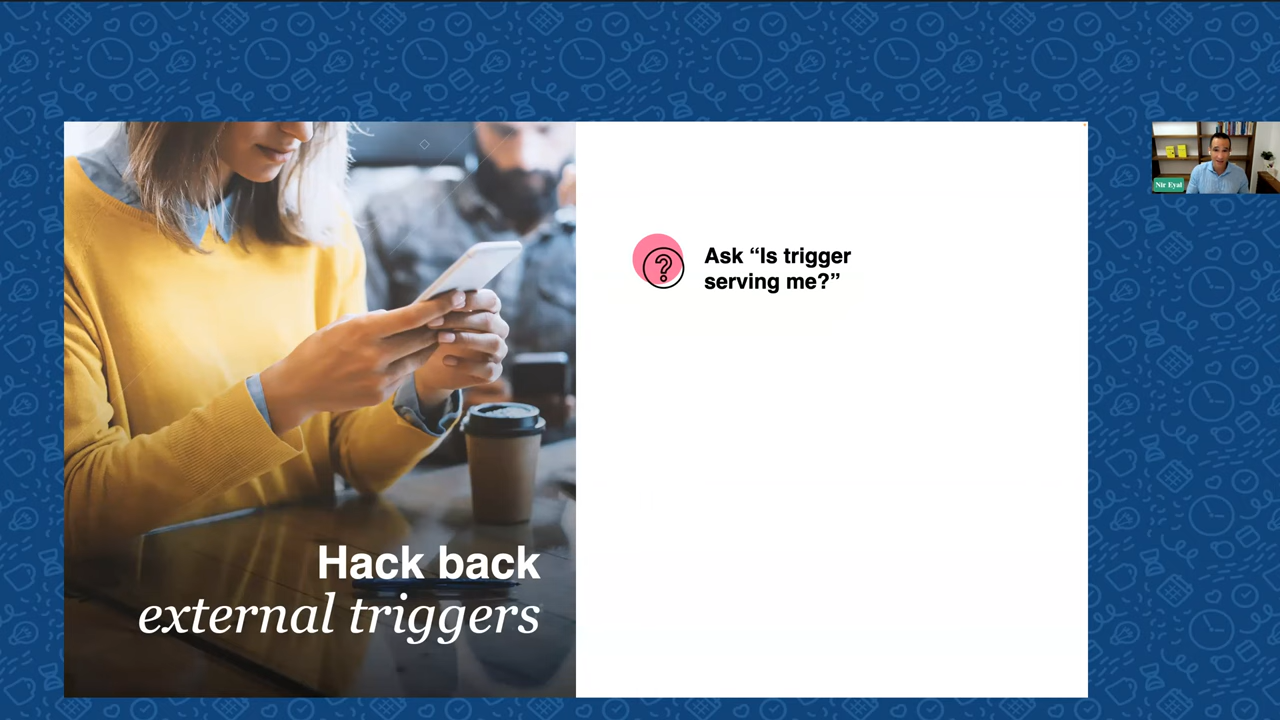 Ask “Is trigger
serving me?”
Hack back
external triggers
Nir Eyal